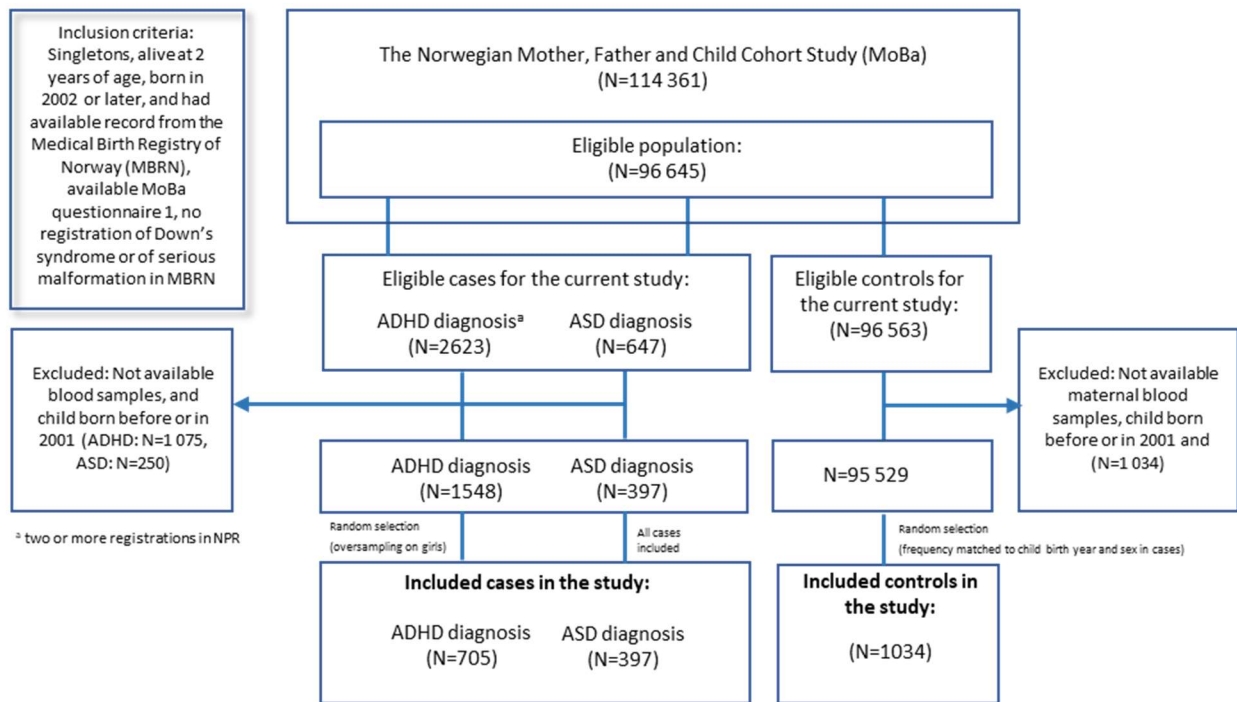 Inclusion criteria:
Singletons, alive at 2
years of age, born in
2002 or later, and had
available record from the
Medical Birth Registry of
Norway (MBRN),
available MoBa
questionnaire 1, no
registration of Down's
syndrome or of serious
malformation in MBRN
The Norwegian Mother, Father and Child Cohort Study (MoBa)
(N=114 361)
Eligible population:
(N=96 645)
Eligible cases for the current study:
ADHD diagnosisᵃ
(N=2623)
ASD diagnosis
(N=647)
Eligible controls for
the current study:
(N=96 563)
Excluded: Not available
blood samples, and
child born before or in
2001 (ADHD: N=1 075,
ASD: N=250)
Excluded: Not available
maternal blood
samples, child born
before or in 2001 and
(N=1 034)
ADHD diagnosis
(N=1548)
ASD diagnosis
(N=397)
N=95 529
ᵃ two or more registrations in NPR
Random selection
(oversampling on girls)
All cases
included
Random selection
(frequency matched to child birth year and sex in cases)
Included cases in the study:
ADHD diagnosis
(N=705)
ASD diagnosis
(N=397)
Included controls in
the study:
(N=1034)